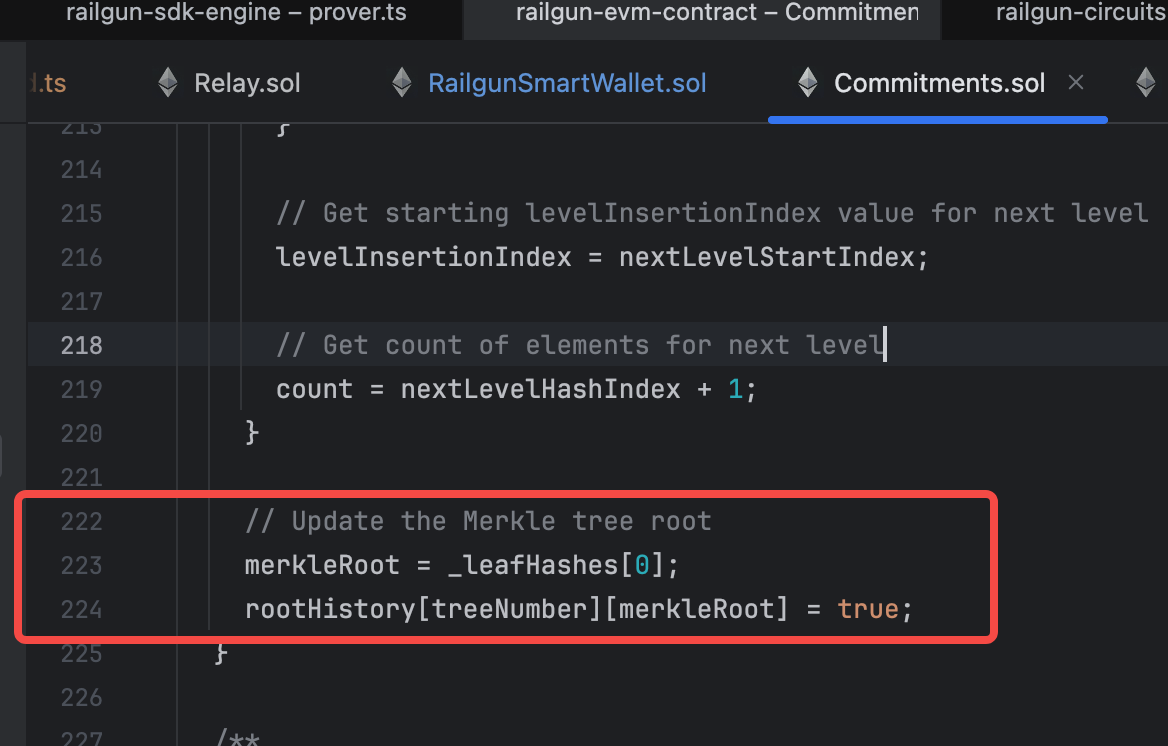 railgun-sdk-engine – prover.ts railgun-evm-contract – Commitmen railgun-circuits
d.ts Relay.sol RailgunSmartWallet.sol Commitments.sol ×
213 }
214
215 // Get starting levelInsertionIndex value for next level
216 levelInsertionIndex = nextLevelStartIndex;
217
218 // Get count of elements for next level
219 count = nextLevelHashIndex + 1;
220 }
221
222 // Update the Merkle tree root
223 merkleRoot = _leafHashes[0];
224 rootHistory[treeNumber][merkleRoot] = true;
225 }
226
227 /**